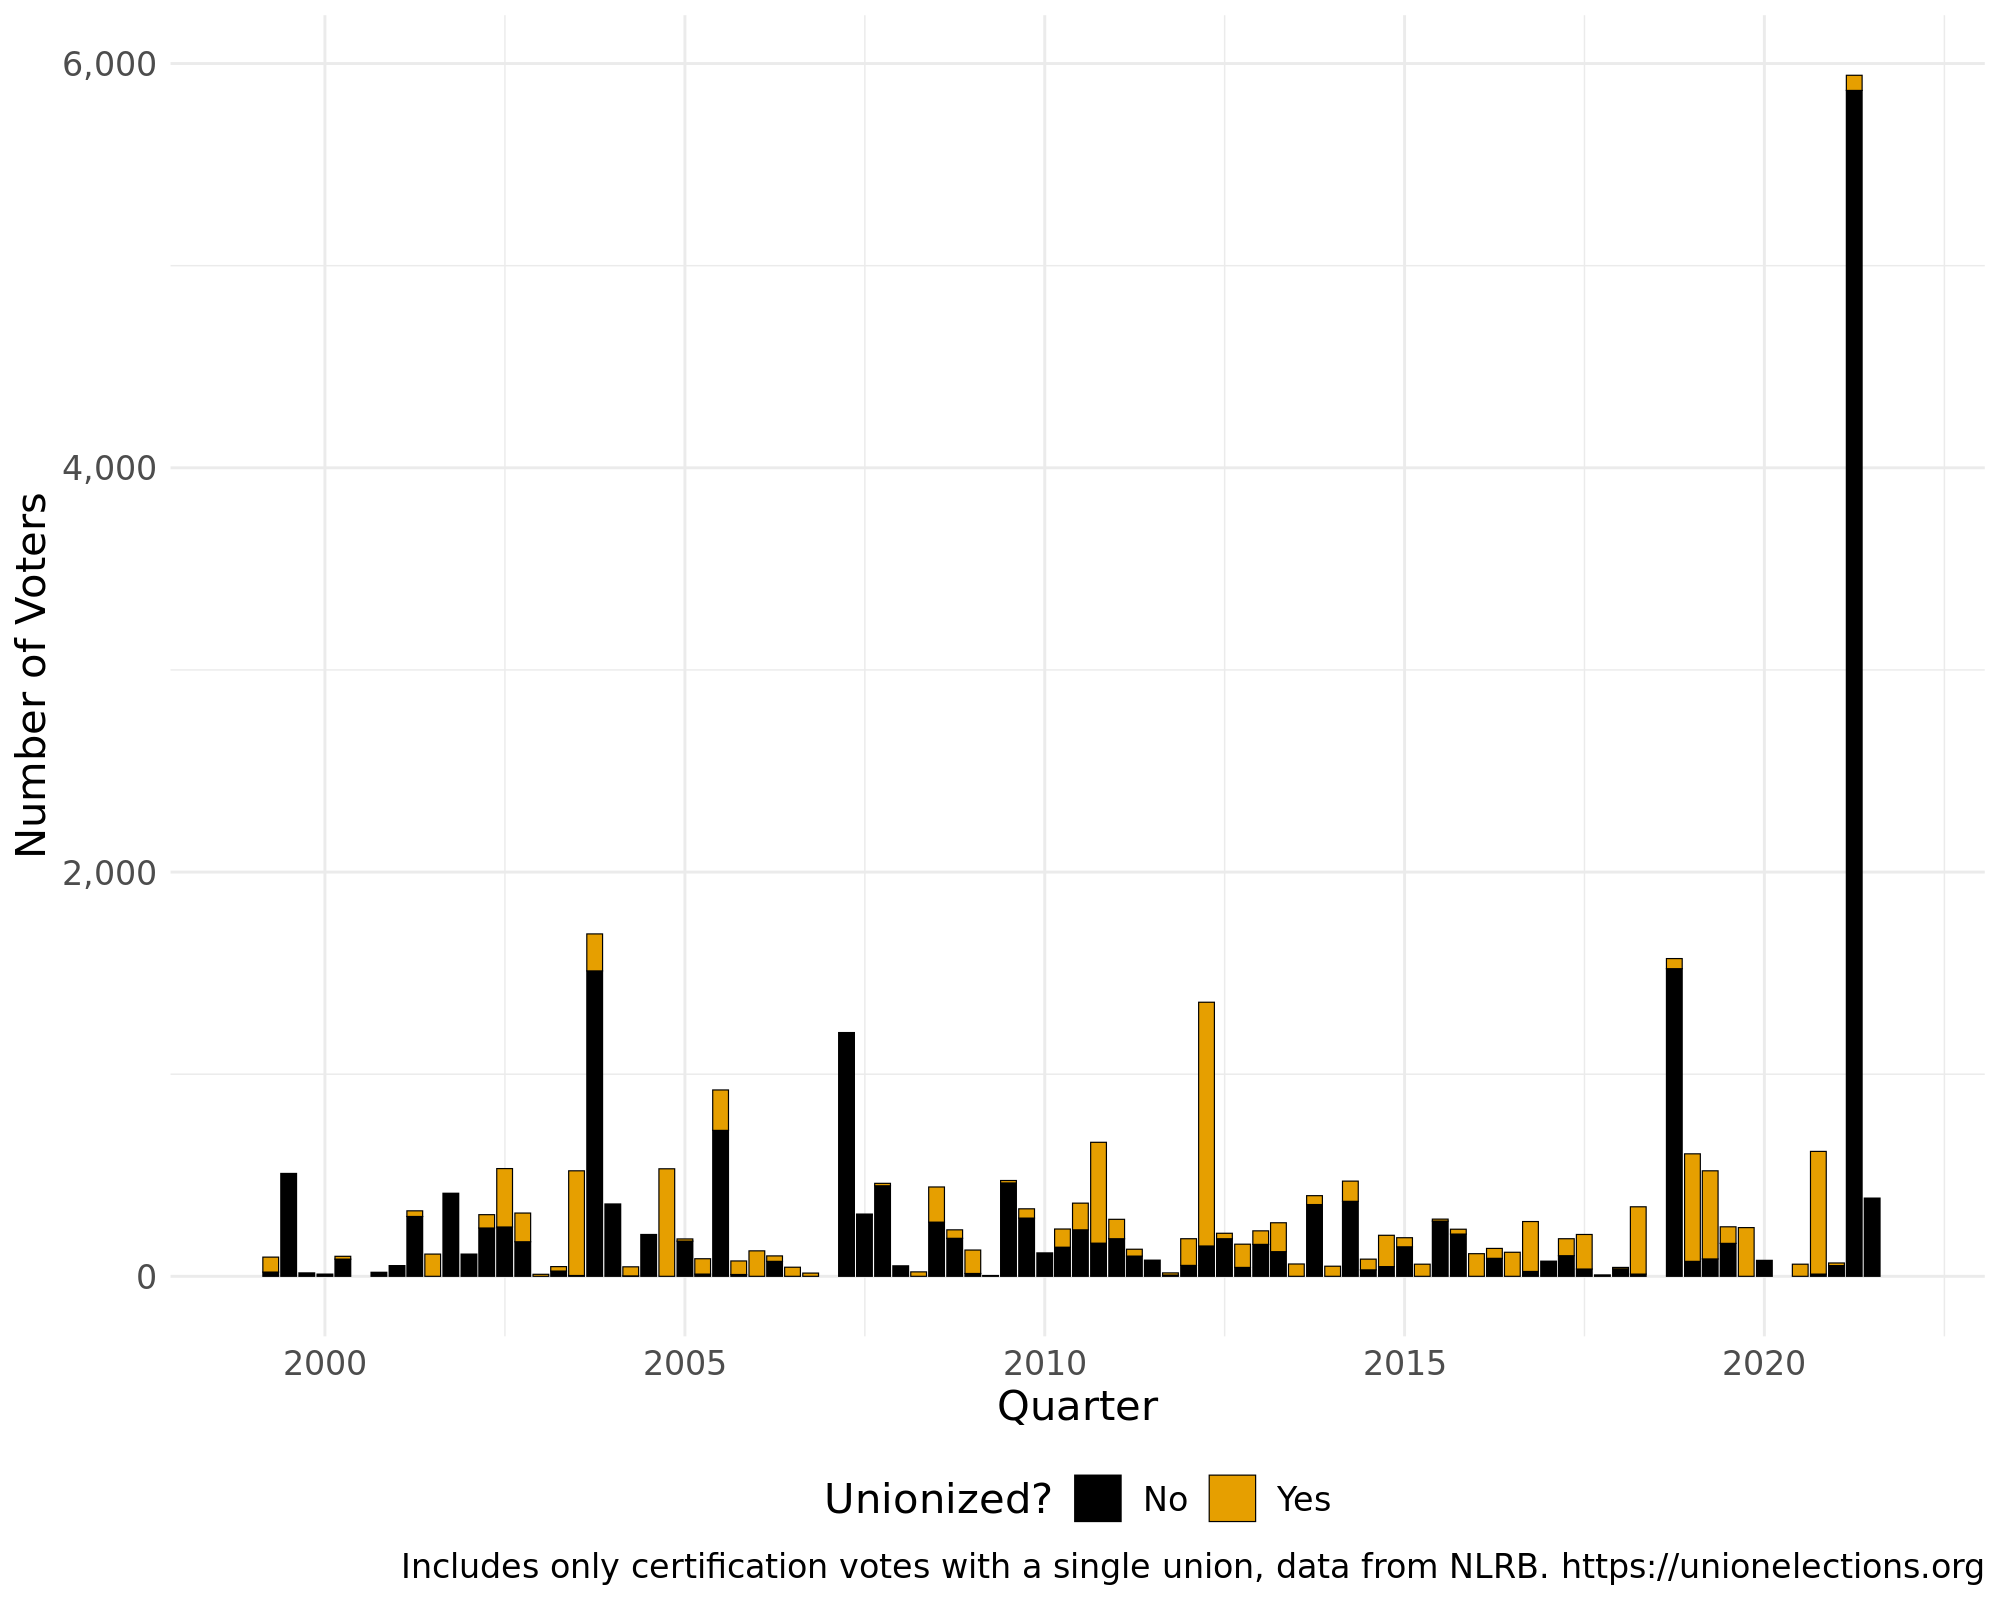 6,000
4,000
2,000
0
Number of Voters
2000 2005 2010 2015 2020
Quarter
Unionized? No Yes
Includes only certification votes with a single union, data from NLRB. https://unionelections.org